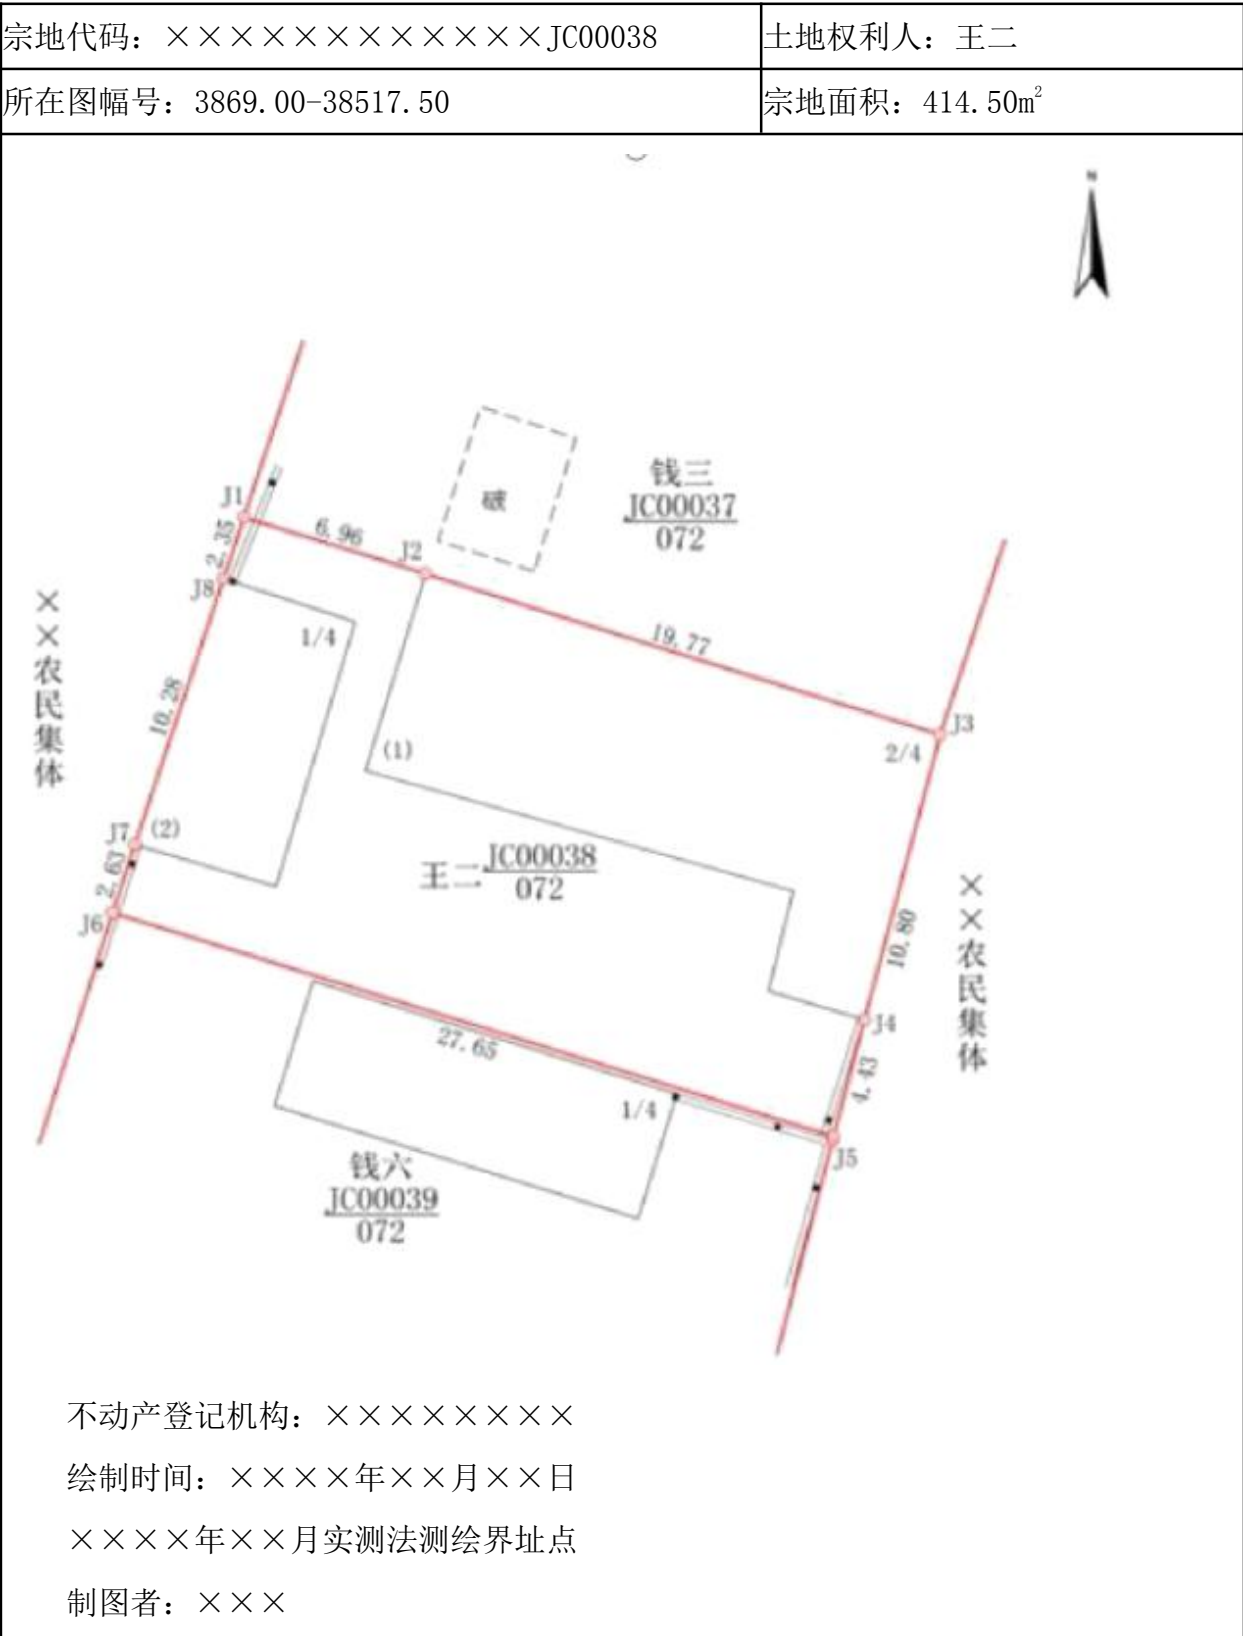 宗地代码：××××××××××××JC00038
土地权利人：王二
所在图幅号：3869.00-38517.50
宗地面积：414.50m²
N
破
钱三
JC00037
072
J1
6.96
J2
2.35
J8
19.77
1/4
J3
2/4
××农民集体
10.28
(1)
J7
(2)
王二
JC00038
072
2.63
J6
10.80
××农民集体
J4
27.65
4.43
1/4
J5
钱六
JC00039
072
不动产登记机构：××××××××
绘制时间：××××年××月××日
××××年××月实测法测绘界址点
制图者：×××